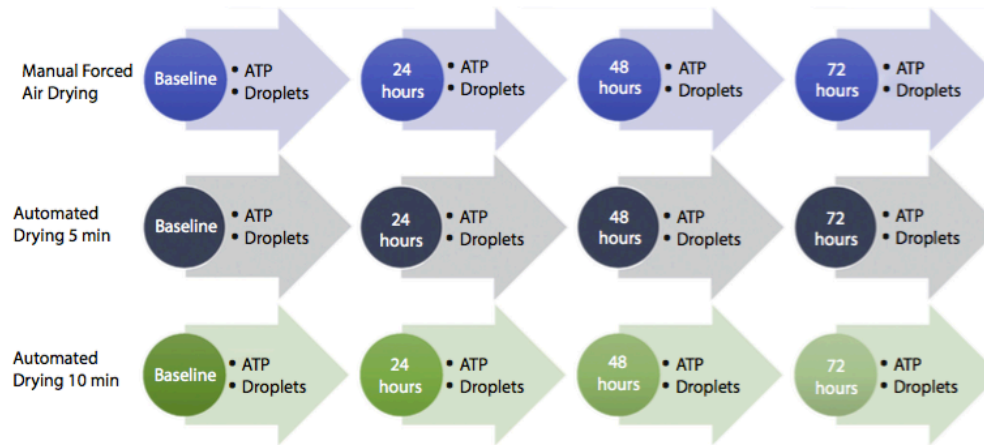 Manual Forced
Air Drying
Baseline
• ATP
• Droplets
24
hours
• ATP
• Droplets
48
hours
• ATP
• Droplets
72
hours
• ATP
• Droplets
Automated
Drying 5 min
Baseline
• ATP
• Droplets
24
hours
• ATP
• Droplets
48
hours
• ATP
• Droplets
72
hours
• ATP
• Droplets
Automated
Drying 10 min
Baseline
• ATP
• Droplets
24
hours
• ATP
• Droplets
48
hours
• ATP
• Droplets
72
hours
• ATP
• Droplets